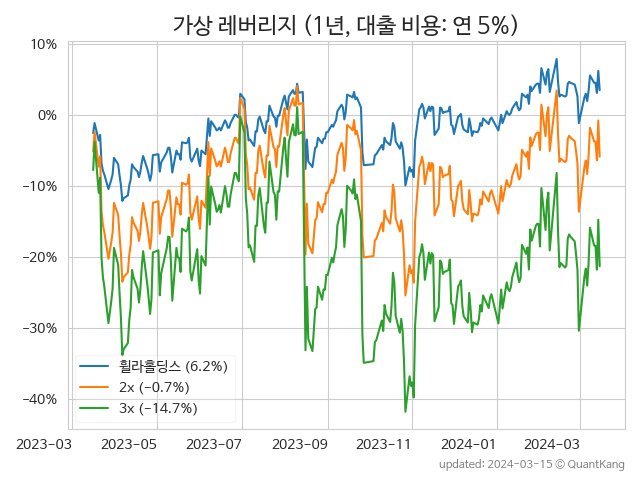 가상 레버리지 (1년, 대출 비용: 연 5%)
10%
0%
−10%
−20%
−30%
−40%
휠라홀딩스 (6.2%)
2x (−0.7%)
3x (−14.7%)
2023-03 2023-05 2023-07 2023-09 2023-11 2024-01 2024-03
updated: 2024-03-15 ⓒ QuantKang